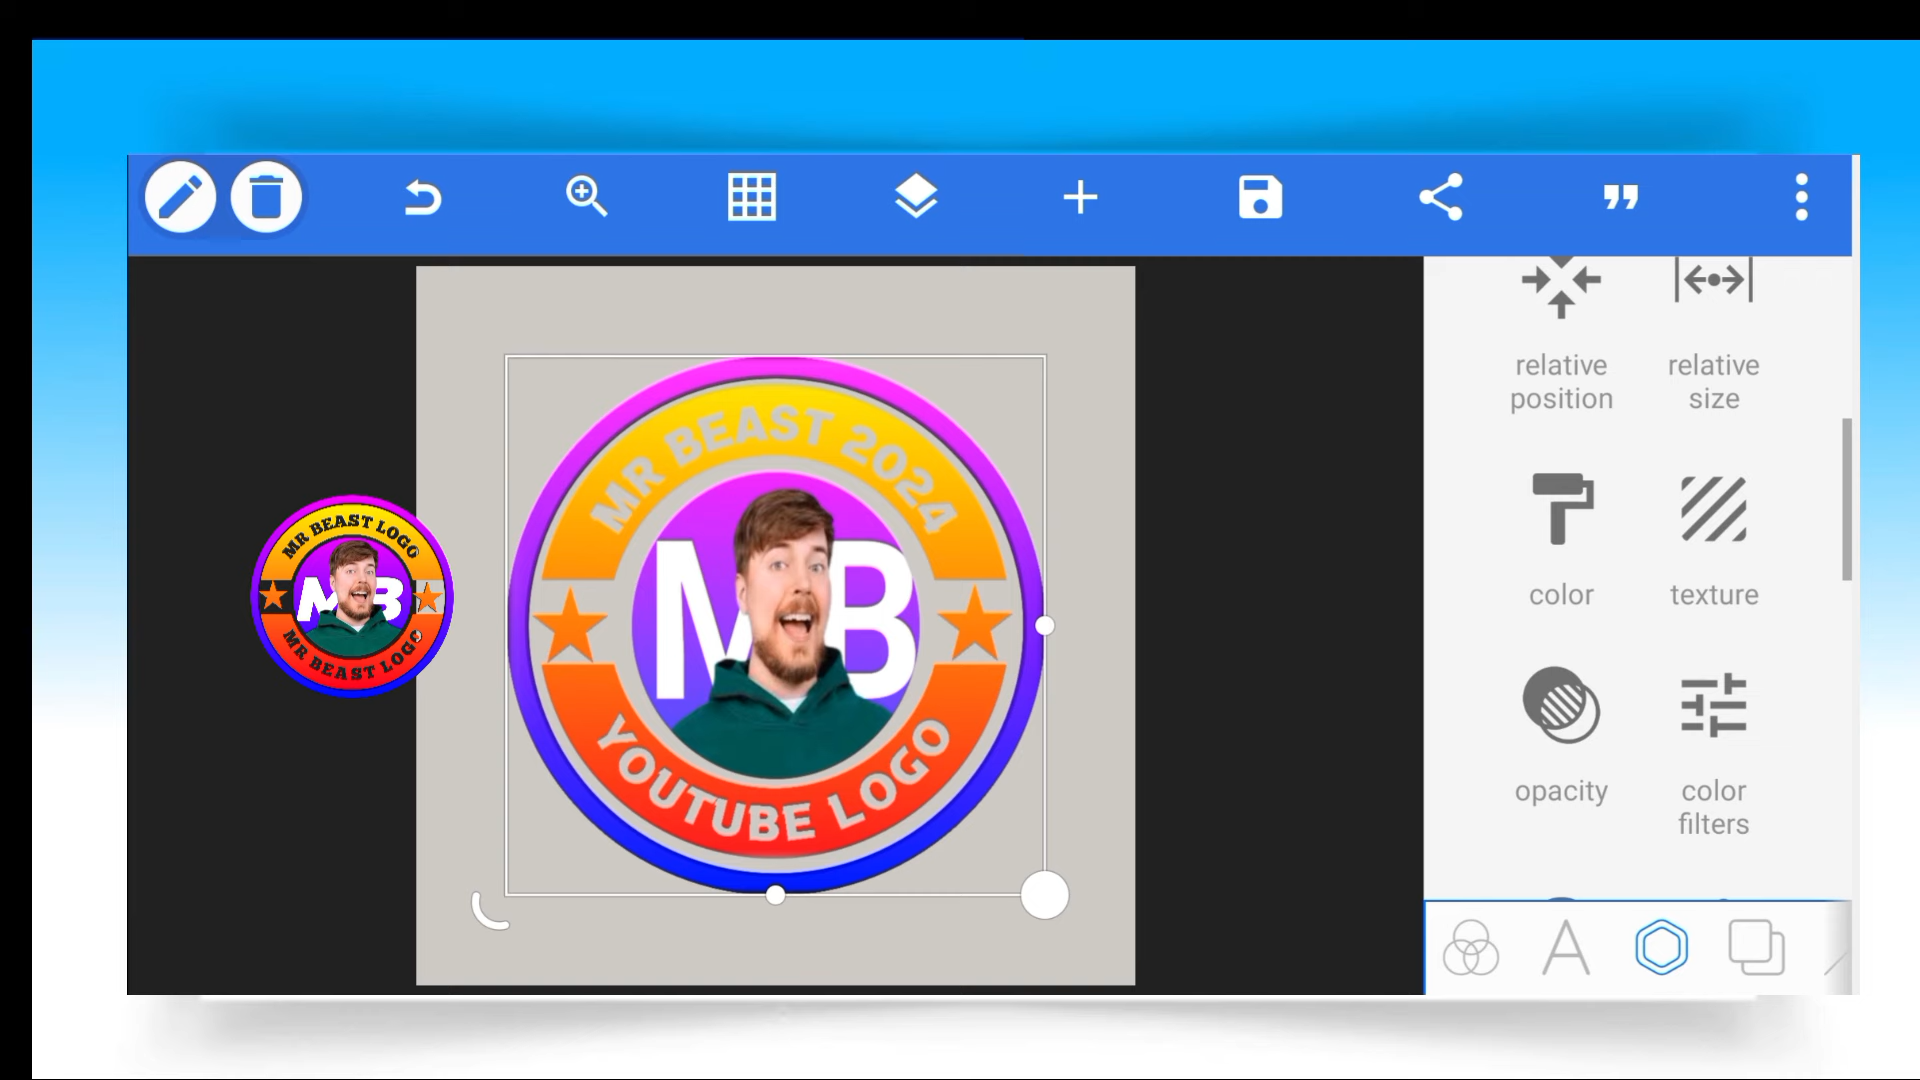 MR BEAST 2024
MB
YOUTUBE LOGO
MR BEAST LOGO
MB
MR BEAST LOGO
relative
position
relative
size
color
texture
opacity
color
filters
A